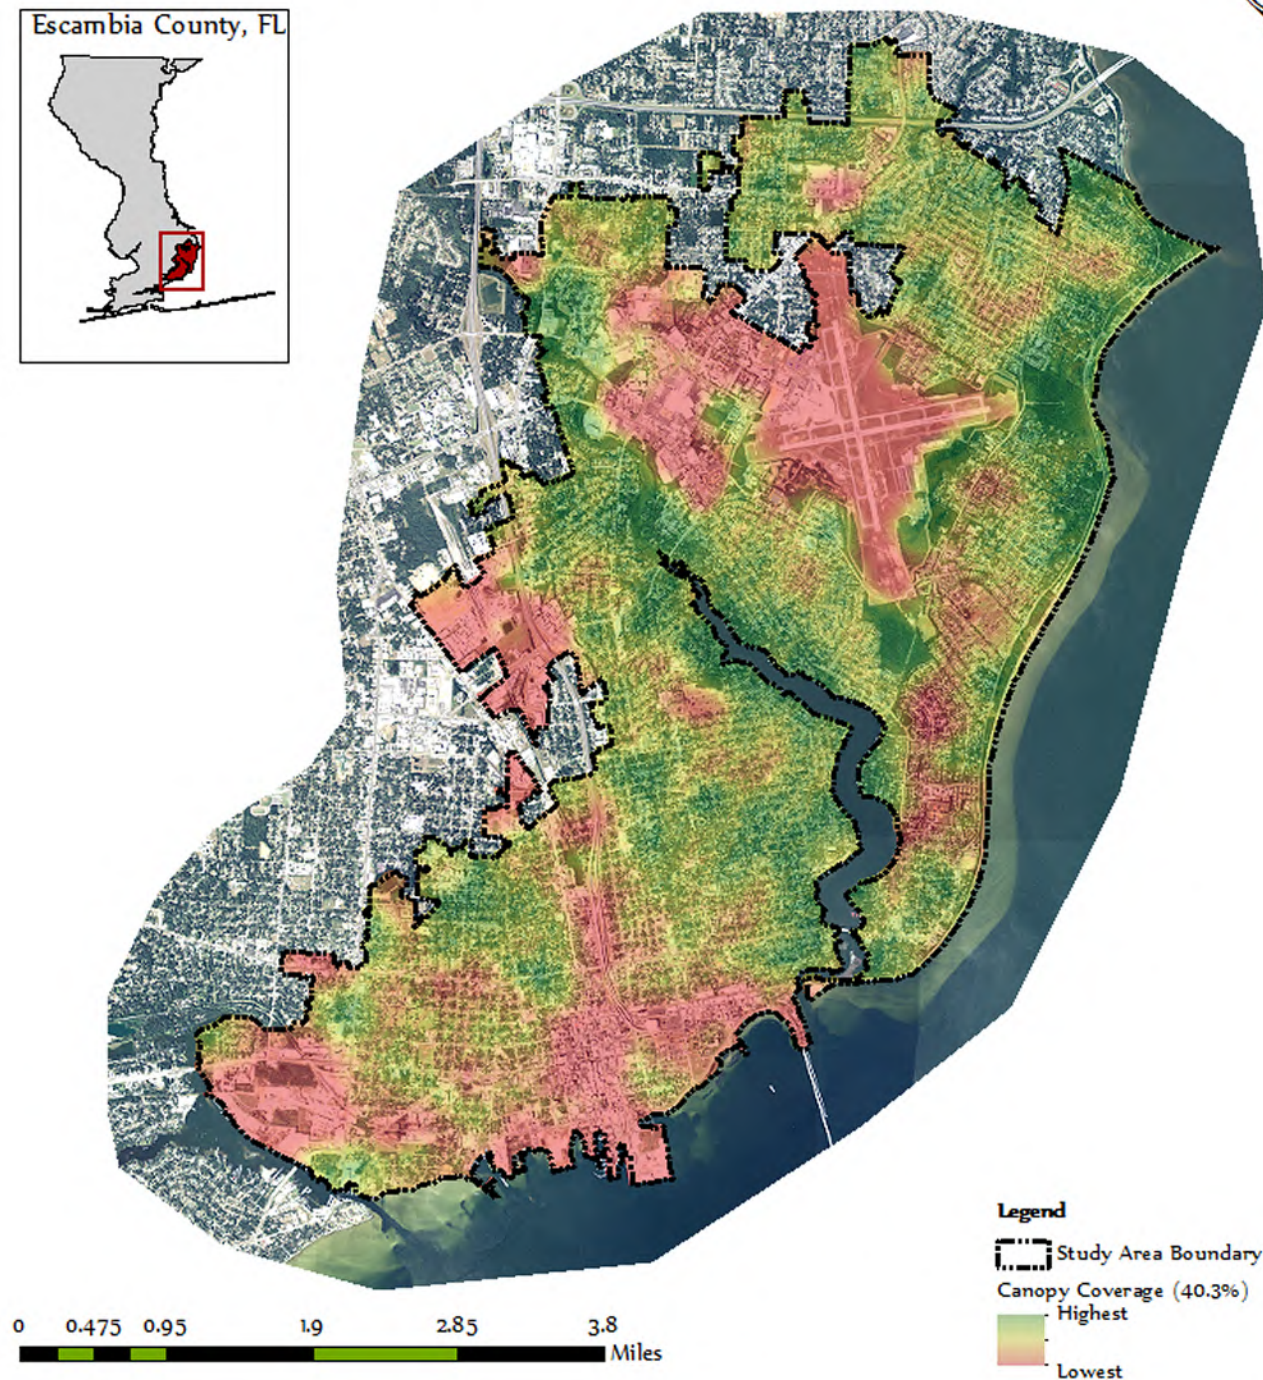 Escambia County, FL
Legend
Study Area Boundary
Canopy Coverage (40.3%)
Highest
Lowest
0 0.475 0.95 1.9 2.85 3.8
Miles